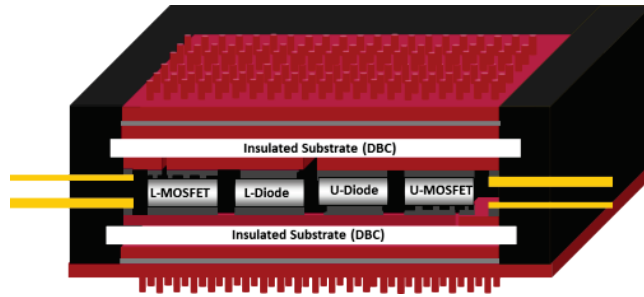 Insulated Substrate (DBC)
L-MOSFET L-Diode U-Diode U-MOSFET
Insulated Substrate (DBC)